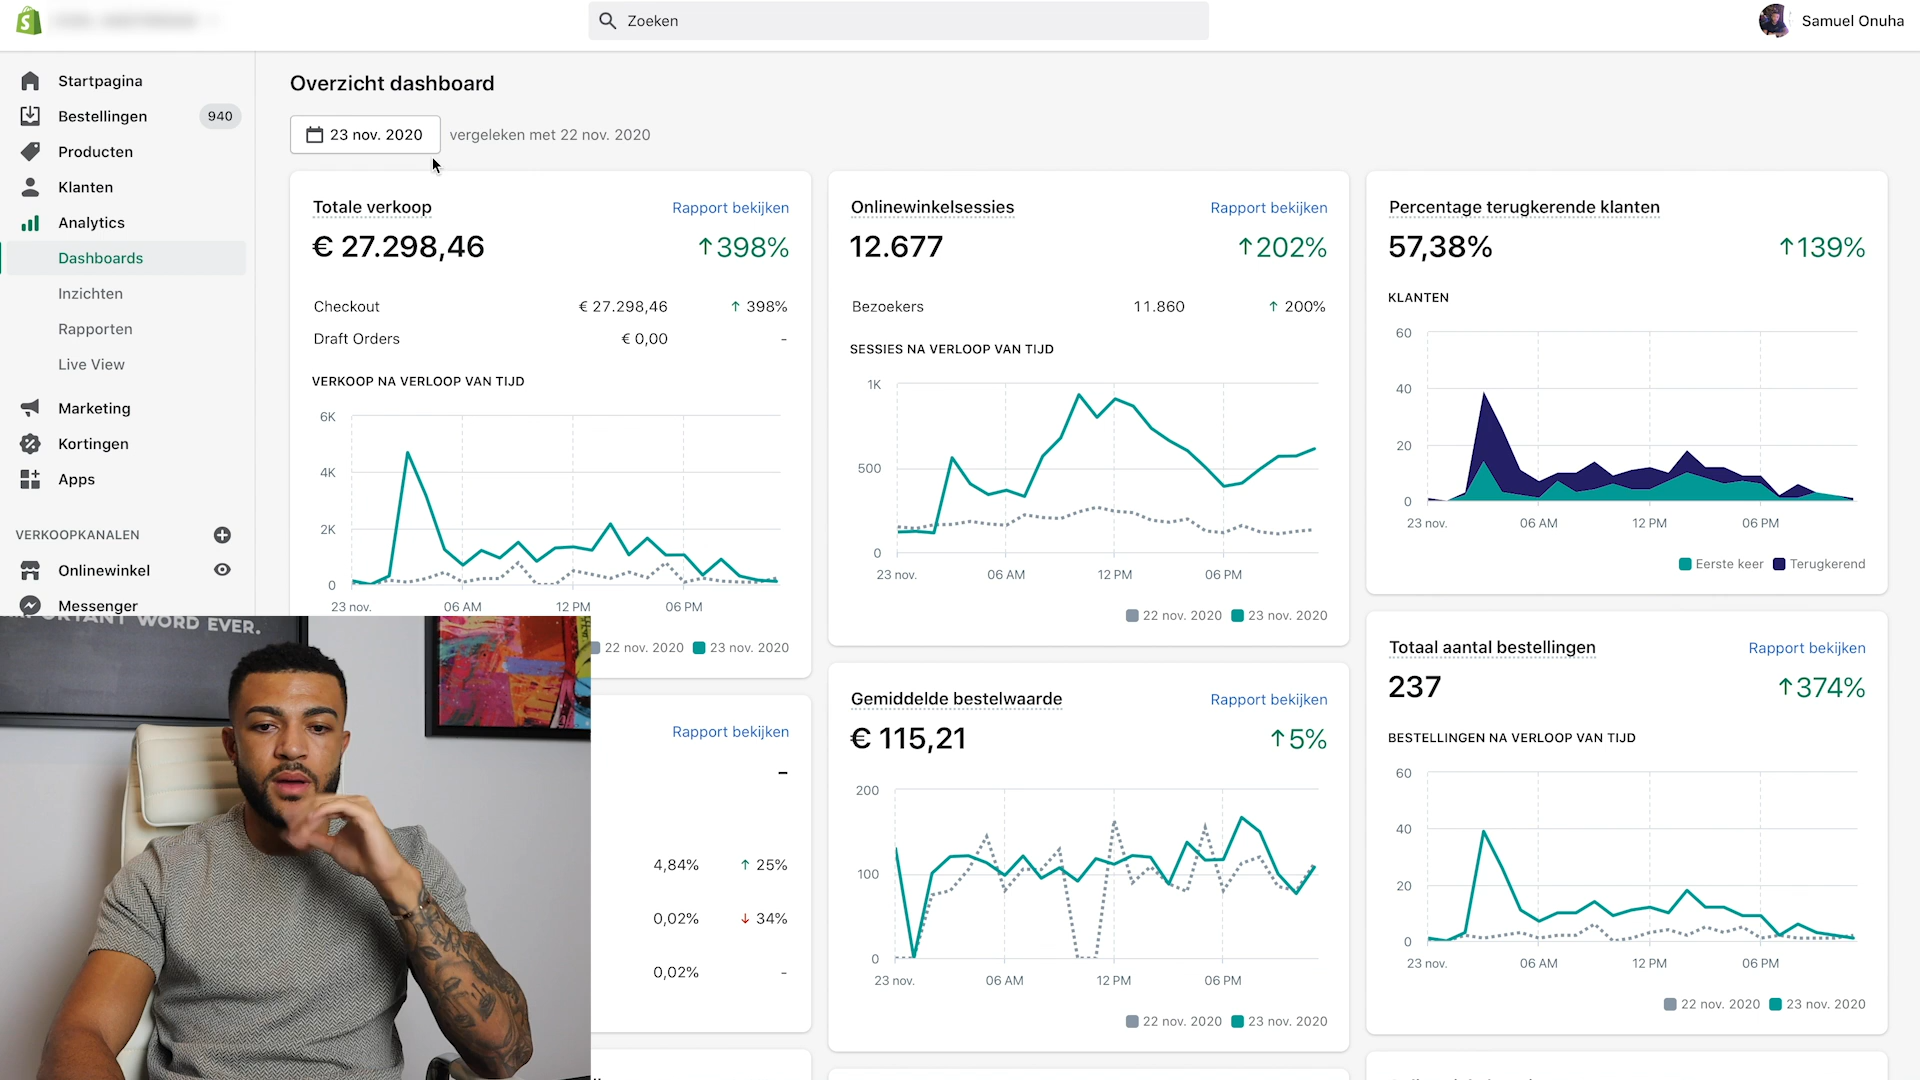 Zoeken
Samuel Onuha
Startpagina
Bestellingen 940
Producten
Klanten
Analytics
Dashboards
Inzichten
Rapporten
Live View
Marketing
Kortingen
Apps
VERKOOPKANALEN
Onlinewinkel
Messenger
Overzicht dashboard
23 nov. 2020 vergeleken met 22 nov. 2020
Totale verkoop Rapport bekijken
€ 27.298,46 ↑398%
Checkout € 27.298,46 ↑ 398%
Draft Orders € 0,00 -
VERKOOP NA VERLOOP VAN TIJD
6K
4K
2K
0
23 nov. 06 AM 12 PM 06 PM
22 nov. 2020 23 nov. 2020
Rapport bekijken
–
4,84% ↑ 25%
0,02% ↓ 34%
0,02% -
Onlinewinkelsessies Rapport bekijken
12.677 ↑202%
Bezoekers 11.860 ↑ 200%
SESSIES NA VERLOOP VAN TIJD
1K
500
0
23 nov. 06 AM 12 PM 06 PM
22 nov. 2020 23 nov. 2020
Gemiddelde bestelwaarde Rapport bekijken
€ 115,21 ↑5%
200
100
0
23 nov. 06 AM 12 PM 06 PM
22 nov. 2020 23 nov. 2020
Percentage terugkerende klanten
57,38% ↑139%
KLANTEN
60
40
20
0
23 nov. 06 AM 12 PM 06 PM
Eerste keer Terugkerend
Totaal aantal bestellingen Rapport bekijken
237 ↑374%
BESTELLINGEN NA VERLOOP VAN TIJD
60
40
20
0
23 nov. 06 AM 12 PM 06 PM
22 nov. 2020 23 nov. 2020
WORD EVER.